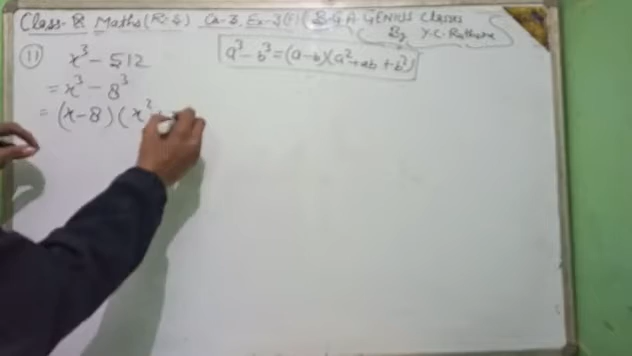 Class-8 Maths (R.S) Ch-3, Ex-3(F) ( B.G.A GENIUS Classes
By Y.C. Rathore
(11) x³ - 512
a³ - b³ = (a-b)(a² + ab + b²)
= x³ - 8³
= (x - 8) (x²